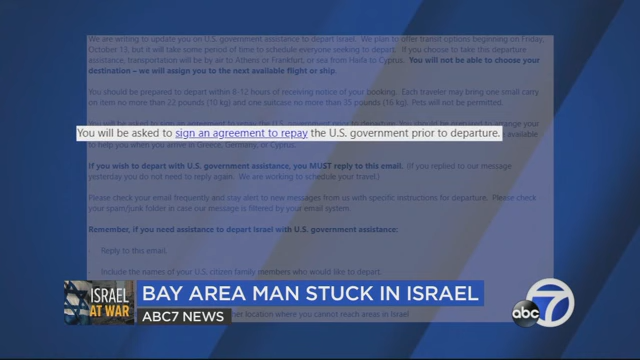 We are writing to update you on U.S. government assistance to depart Israel. We plan to offer transit options beginning on Friday,
October 13, but it will take some period of time to schedule everyone seeking to depart. If you choose to take this departure
assistance, transportation will be by air to Athens or Frankfurt, or sea from Haifa to Cyprus. You will not be able to choose your
destination – we will assign you to the next available flight or ship.
You should be prepared to depart within 8-12 hours of receiving notice of your booking. Each traveler may bring one small carry
on item no more than 22 pounds (10 kg) and one suitcase no more than 35 pounds (16 kg). Pets will not be permitted.
You will be asked to sign an agreement to repay the U.S. government prior to departure.
to help you when you arrive in Greece, Germany, or Cyprus.
If you wish to depart with U.S. government assistance, you MUST reply to this email. (If you replied to our message
yesterday you do not need to reply again. We are working to schedule your travel.)
Please check your email frequently and stay alert to new messages from us with specific instructions for departure. Please check
your spam/junk folder in case our message is filtered by your email system.
Remember, if you need assistance to depart Israel with U.S. government assistance:
Reply to this email.
Include the names of your U.S. citizen family members who would like to depart.
ISRAEL
AT WAR
BAY AREA MAN STUCK IN ISRAEL
ABC7 NEWS
abc 7
other location where you cannot reach areas in Israel